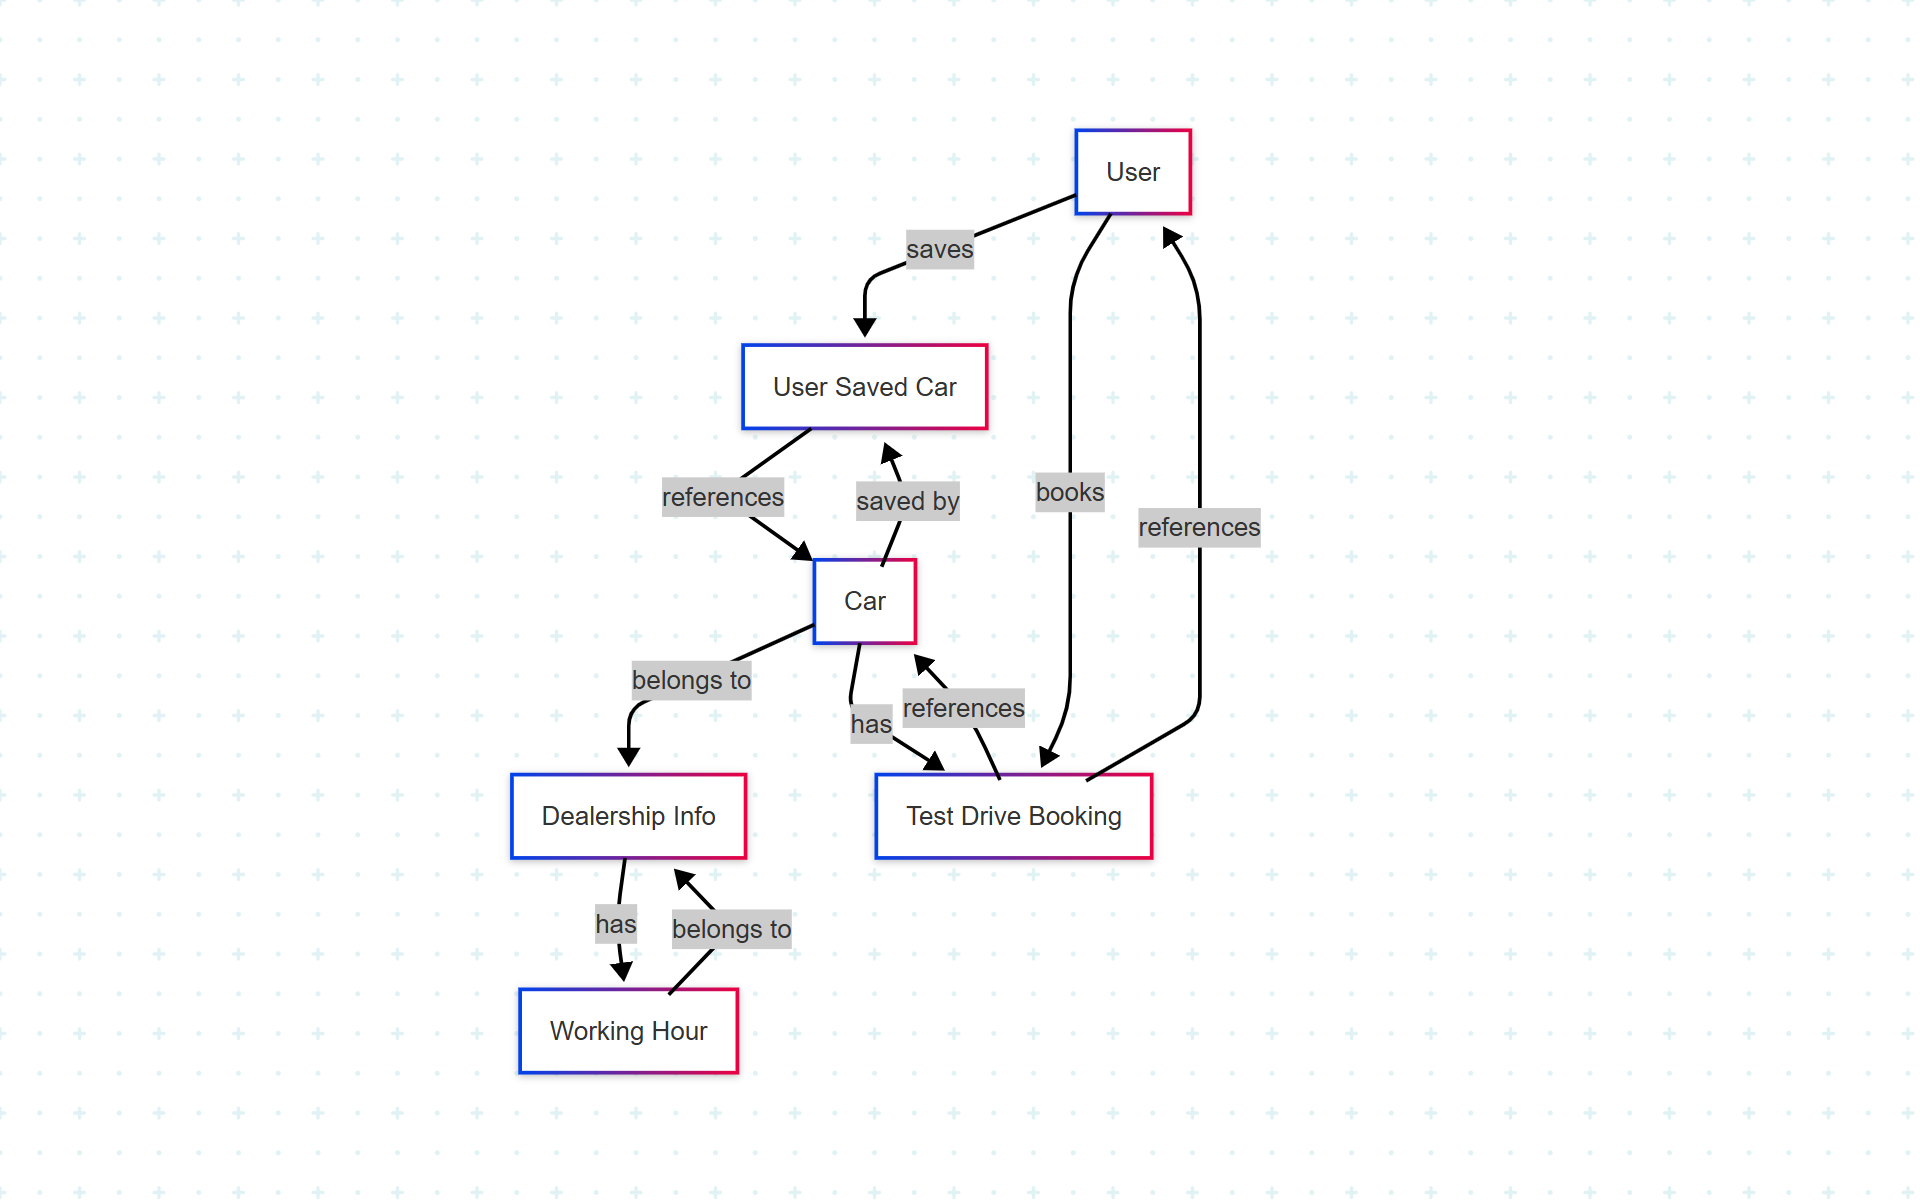 User
saves
User Saved Car
references
saved by
books
references
Car
belongs to
has
references
Dealership Info
Test Drive Booking
has
belongs to
Working Hour